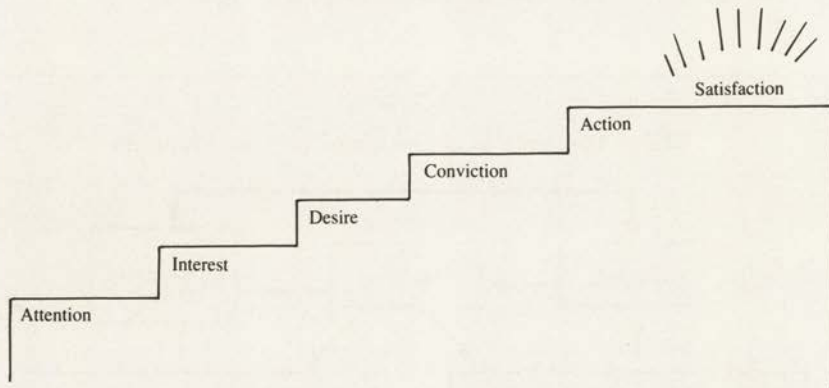 Satisfaction
Action
Conviction
Desire
Interest
Attention